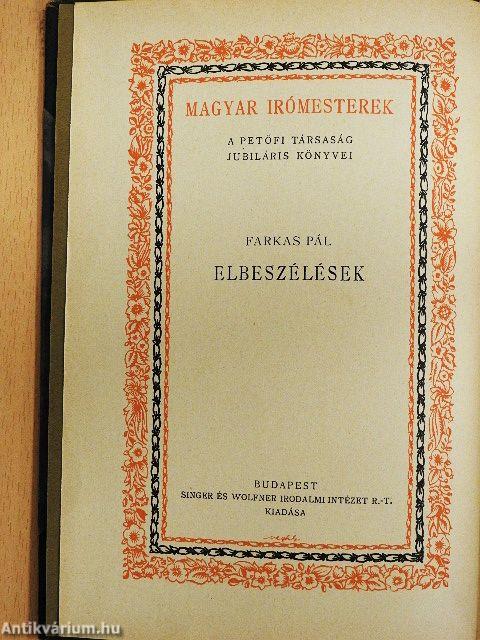 MAGYAR IRÓMESTEREK
A PETŐFI TÁRSASÁG
JUBILÁRIS KÖNYVEI
FARKAS PÁL
ELBESZÉLÉSEK
BUDAPEST
SINGER ÉS WOLFNER IRODALMI INTÉZET R.-T.
KIADÁSA
Antikvárium.hu